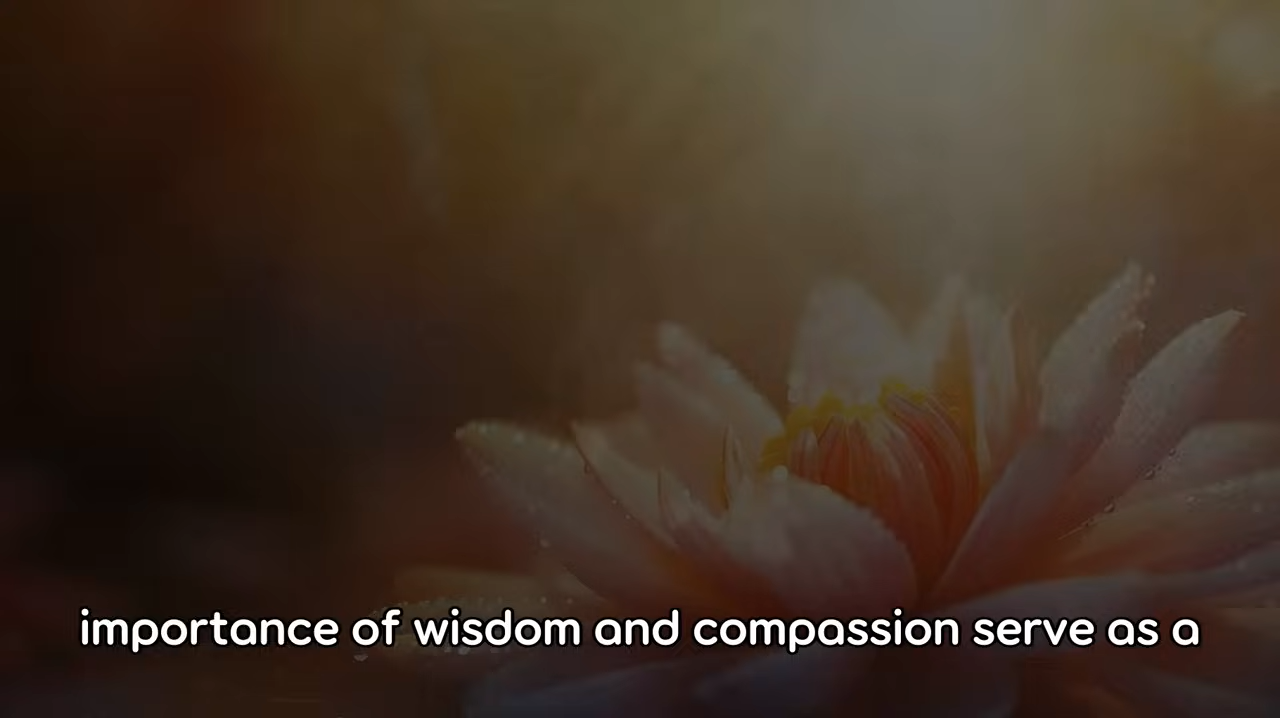 importance of wisdom and compassion serve as a